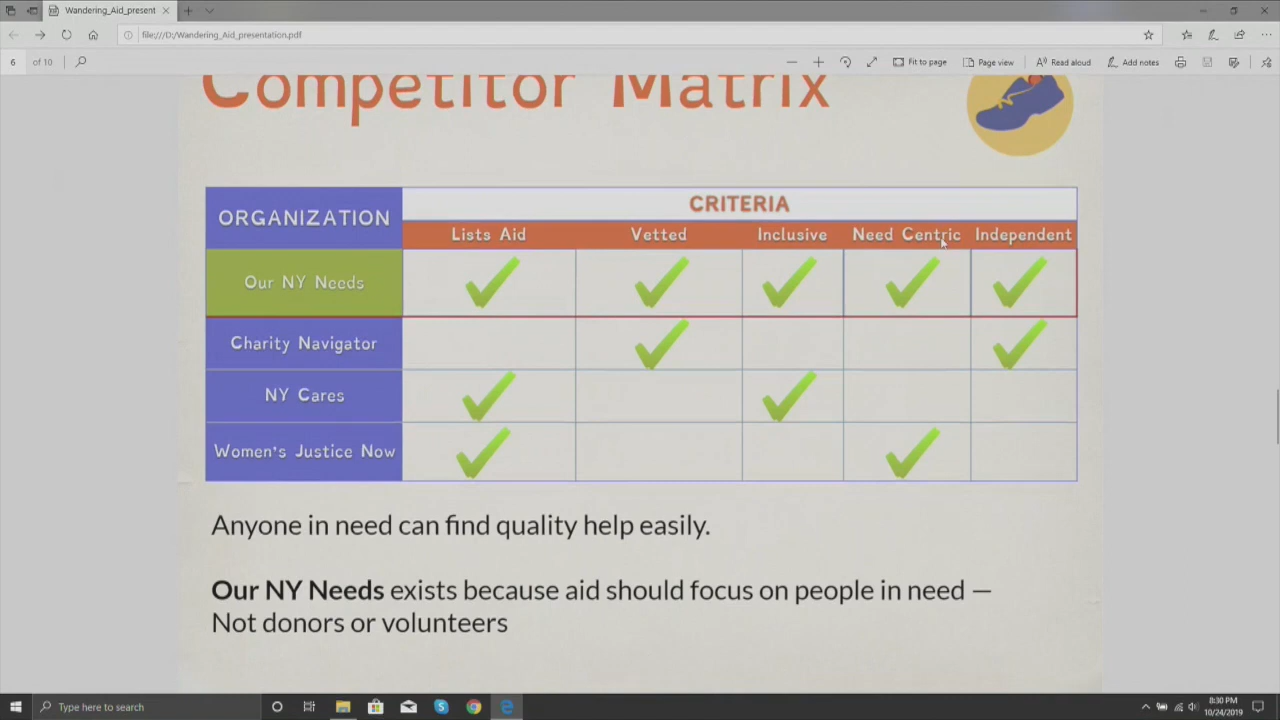 Wandering_Aid_present
file:///D:/Wandering_Aid_presentation.pdf
6 of 10
Fit to page
Page view
Read aloud
Add notes
Competitor Matrix
ORGANIZATION
CRITERIA
Lists Aid Vetted Inclusive Need Centric Independent
Our NY Needs
Charity Navigator
NY Cares
Women's Justice Now
Anyone in need can find quality help easily.
Our NY Needs exists because aid should focus on people in need —
Not donors or volunteers
Type here to search
8:30 PM
10/24/2019